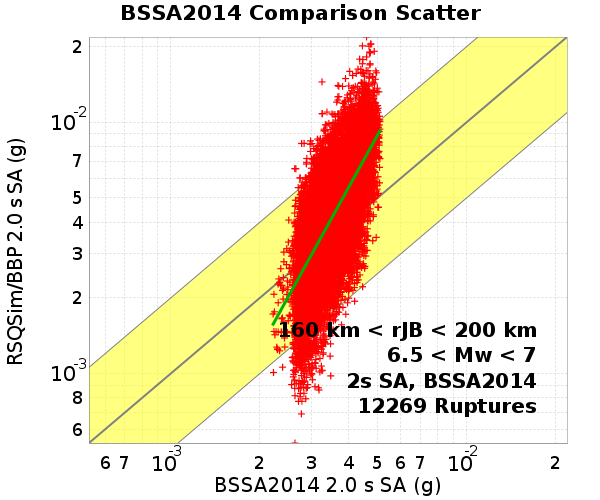 BSSA2014 Comparison Scatter
RSQSim/BBP 2.0 s SA (g)
2
10-2
7
5
4
3
2
10-3
8
6
160 km < rJB < 200 km
6.5 < Mw < 7
2s SA, BSSA2014
12269 Ruptures
6 7 10-3 2 3 4 5 6 7 10-2 2
BSSA2014 2.0 s SA (g)